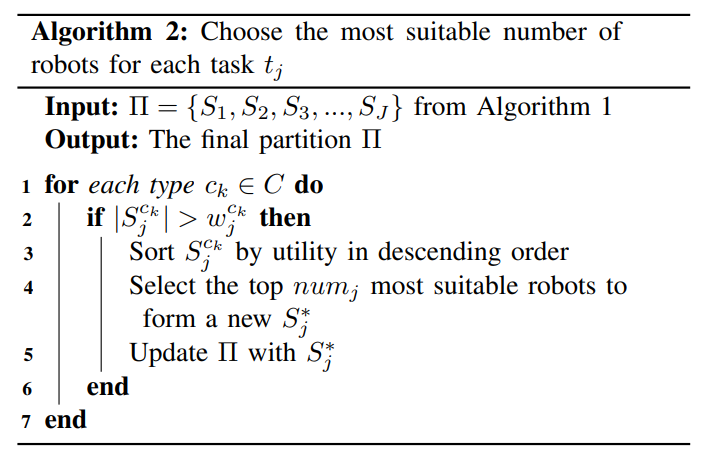 Algorithm 2: Choose the most suitable number of
robots for each task $t_j$
Input: $\Pi = \{S_1, S_2, S_3, ..., S_J\}$ from Algorithm 1
Output: The final partition $\Pi$
1 for each type $c_k \in C$ do
2 if $|S_j^{c_k}| > w_j^{c_k}$ then
3 Sort $S_j^{c_k}$ by utility in descending order
4 Select the top $num_j$ most suitable robots to
form a new $S_j^*$
5 Update $\Pi$ with $S_j^*$
6 end
7 end